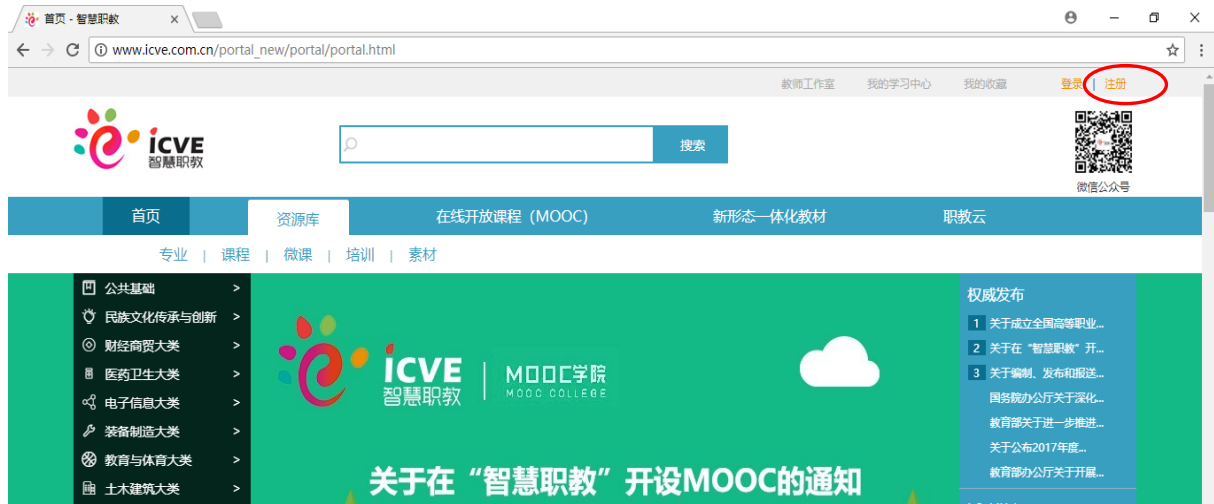 首页 - 智慧职教
www.icve.com.cn/portal_new/portal/portal.html
教师工作室 我的学习中心 我的收藏 登录 | 注册
icve
智慧职教
搜索
微信公众号
首页 资源库 在线开放课程（MOOC） 新形态一体化教材 职教云
专业 | 课程 | 微课 | 培训 | 素材
公共基础 >
民族文化传承与创新 >
财经商贸大类 >
医药卫生大类 >
电子信息大类 >
装备制造大类 >
教育与体育大类 >
土木建筑大类 >
icve
智慧职教
MOOC学院
MOOC COLLEGE
关于在“智慧职教”开设MOOC的通知
权威发布
1 关于成立全国高等职业...
2 关于在“智慧职教”开...
3 关于编制、发布和报送...
国务院办公厅关于深化...
教育部关于进一步推进...
关于公布2017年度...
教育部办公厅关于开展...